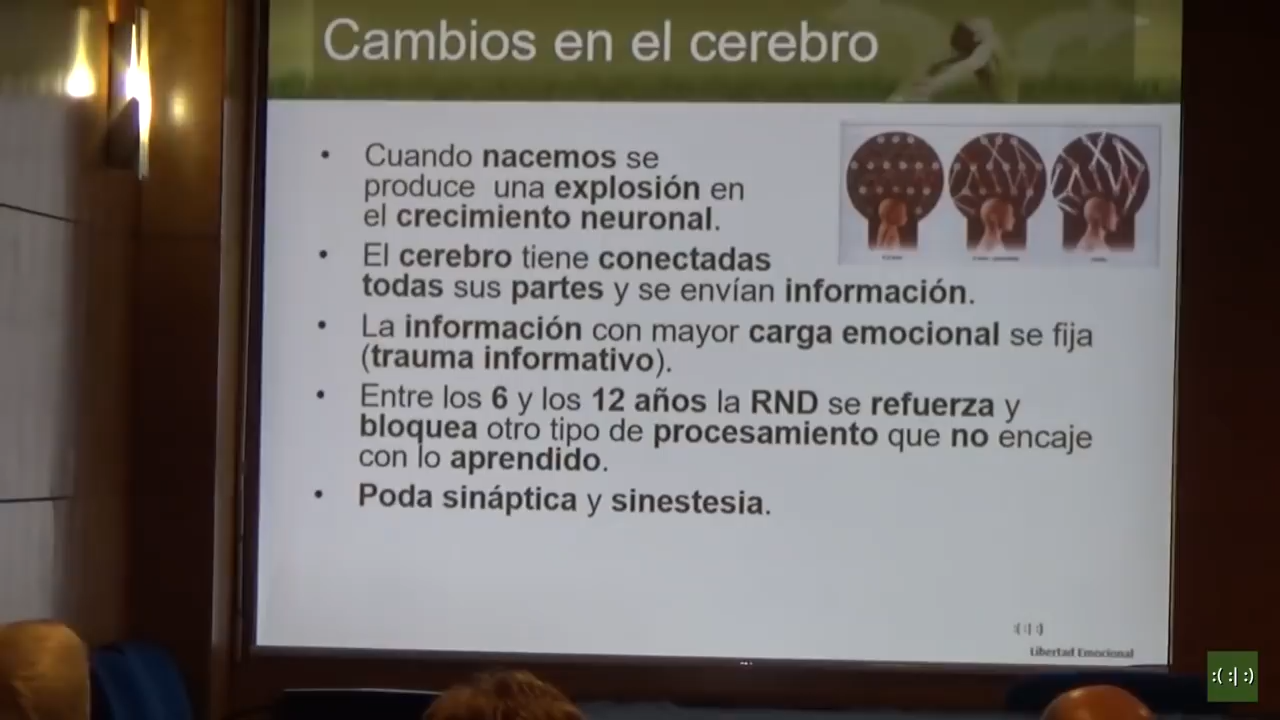 Cambios en el cerebro
• Cuando nacemos se
produce una explosión en
el crecimiento neuronal.
• El cerebro tiene conectadas
todas sus partes y se envían información.
• La información con mayor carga emocional se fija
(trauma informativo).
• Entre los 6 y los 12 años la RND se refuerza y
bloquea otro tipo de procesamiento que no encaje
con lo aprendido.
• Poda sináptica y sinestesia.
:( :| :)
Libertad Emocional
:( :| :)